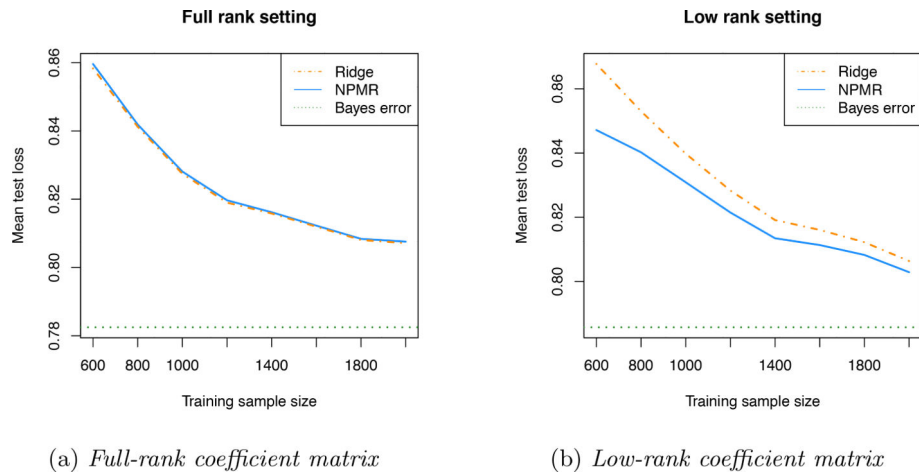 Full rank setting
Mean test loss
0.86
0.84
0.82
0.80
0.78
Ridge
NPMR
Bayes error
600
800
1000
1400
1800
Training sample size
(a) Full-rank coefficient matrix
Low rank setting
Mean test loss
0.86
0.84
0.82
0.80
Ridge
NPMR
Bayes error
600
800
1000
1400
1800
Training sample size
(b) Low-rank coefficient matrix